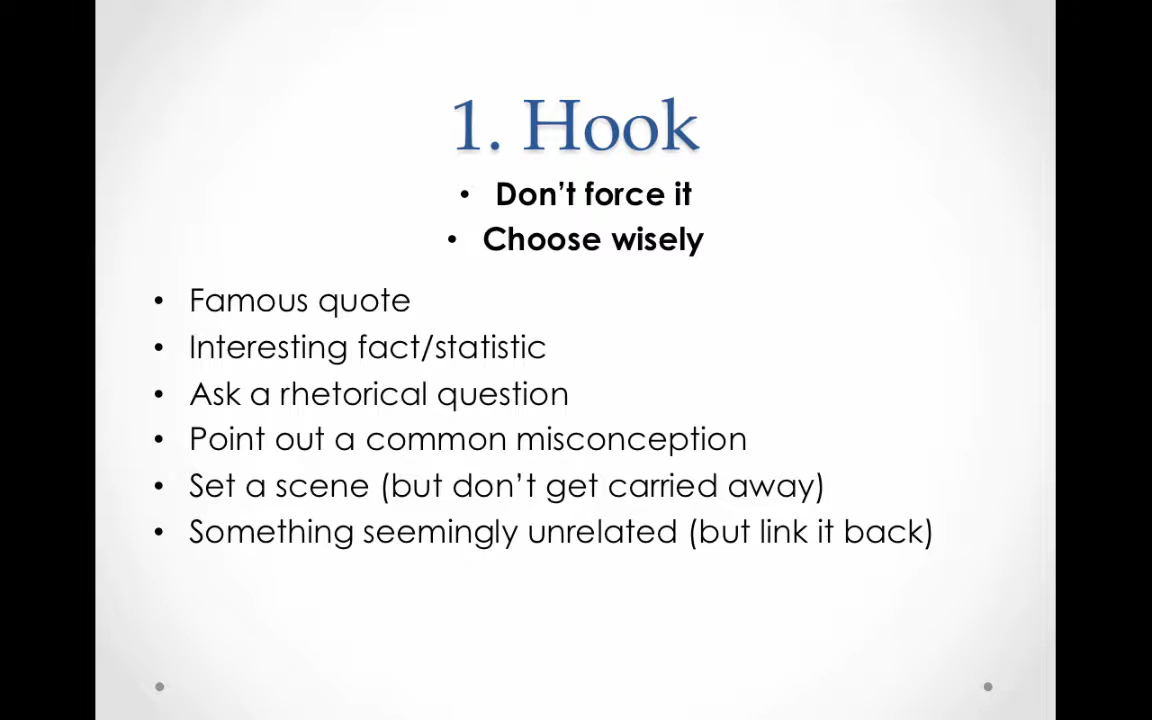 1. Hook
• Don’t force it
• Choose wisely
• Famous quote
• Interesting fact/statistic
• Ask a rhetorical question
• Point out a common misconception
• Set a scene (but don’t get carried away)
• Something seemingly unrelated (but link it back)